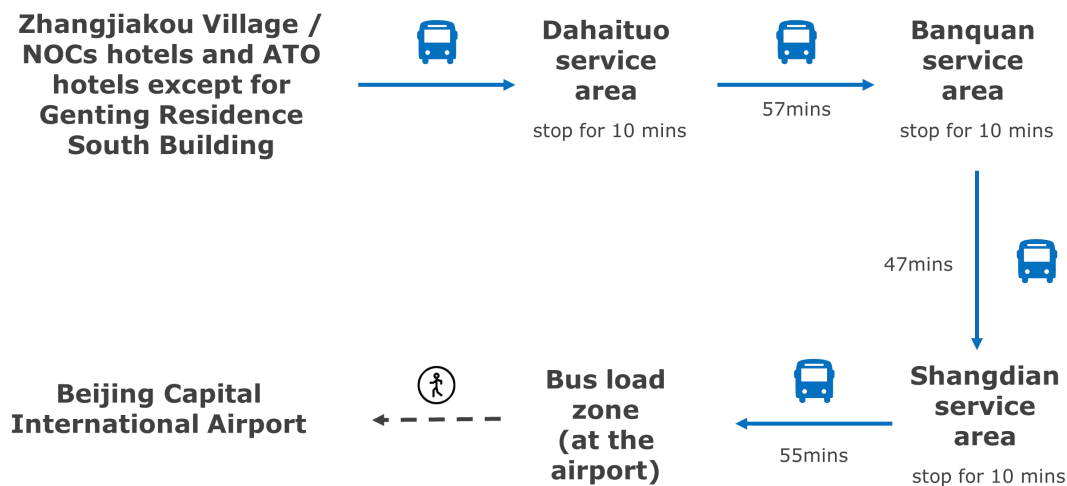 Zhangjiakou Village /
NOCs hotels and ATO
hotels except for
Genting Residence
South Building
Dahaituo
service
area
stop for 10 mins
57mins
Banquan
service
area
stop for 10 mins
47mins
Shangdian
service
area
stop for 10 mins
55mins
Bus load
zone
(at the
airport)
Beijing Capital
International Airport